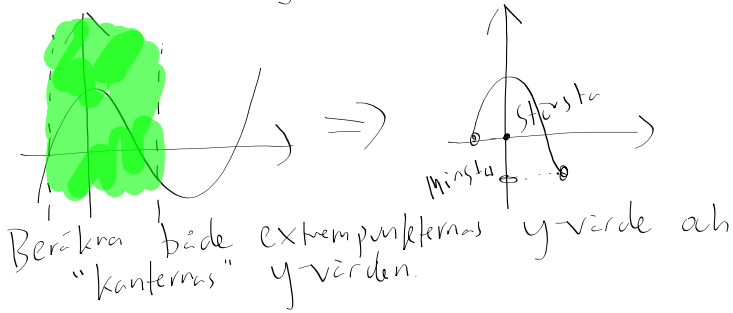 Största
Minsta
Beräkna både extrempunkternas y-värde och
"kanternas" y-värden.